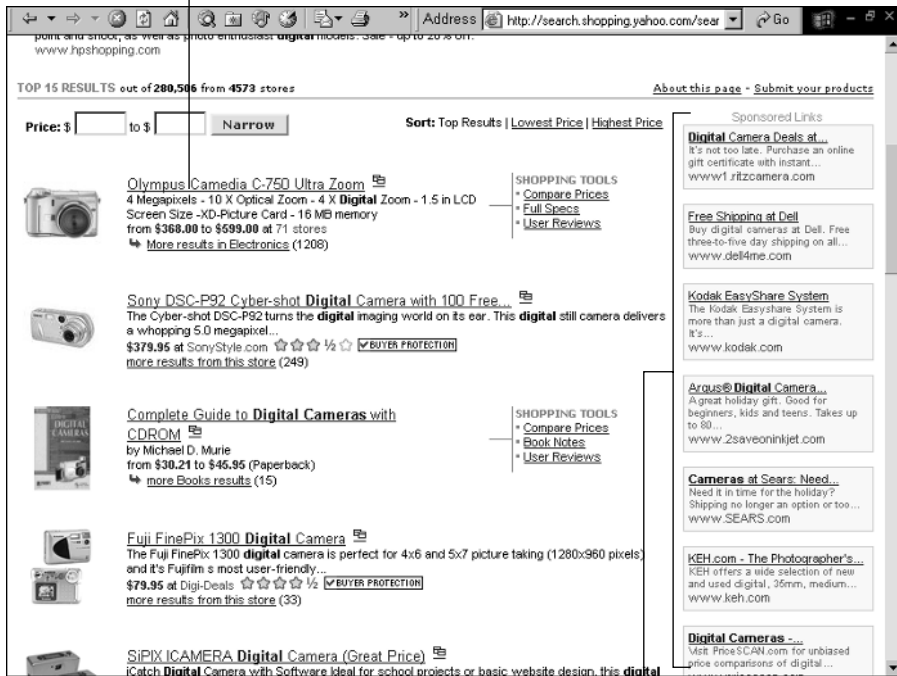 » Address http://search.shopping.yahoo.com/sear Go
point and shoot, as well as photo enthusiast digital models. Sale - up to 20% off.
www.hpshopping.com
TOP 15 RESULTS out of 280,506 from 4573 stores
About this page - Submit your products
Price: $ to $ Narrow
Sort: Top Results | Lowest Price | Highest Price
Olympus Camedia C-750 Ultra Zoom
4 Megapixels - 10 X Optical Zoom - 4 X Digital Zoom - 1.5 in LCD
Screen Size -XD-Picture Card - 16 MB memory
from $368.00 to $599.00 at 71 stores
More results in Electronics (1208)
SHOPPING TOOLS
Compare Prices
Full Specs
User Reviews
Sony DSC-P92 Cyber-shot Digital Camera with 100 Free...
The Cyber-shot DSC-P92 turns the digital imaging world on its ear. This digital still camera delivers
a whopping 5.0 megapixel...
$379.95 at SonyStyle.com ½ BUYER PROTECTION
more results from this store (249)
DIGITAL
CAMERAS
Complete Guide to Digital Cameras with
CDROM
by Michael D. Murie
from $30.21 to $45.95 (Paperback)
more Books results (15)
SHOPPING TOOLS
Compare Prices
Book Notes
User Reviews
Fuji FinePix 1300 Digital Camera
The Fuji FinePix 1300 digital camera is perfect for 4x6 and 5x7 picture taking (1280x960 pixels)
and it's Fujifilm s most user-friendly...
$79.95 at Digi-Deals ½ BUYER PROTECTION
more results from this store (33)
SiPIX ICAMERA Digital Camera (Great Price)
iCatch Digital Camera with Software Ideal for school projects or basic website design, this digital
Sponsored Links
Digital Camera Deals at...
It's not too late. Purchase an online
gift certificate with instant...
www1.ritzcamera.com
Free Shipping at Dell
Buy digital cameras at Dell. Free
three-to-five day shipping on all...
www.dell4me.com
Kodak EasyShare System
The Kodak Easyshare System is
more than just a digital camera.
It's...
www.kodak.com
Argus® Digital Camera...
A great holiday gift. Good for
beginners, kids and teens. Takes up
to 80...
www.2saveoninkjet.com
Cameras at Sears: Need...
Need it in time for the holiday?
Shipping no longer an option or too...
www.SEARS.com
KEH.com - The Photographer's...
KEH offers a wide selection of new
and used digital, 35mm, medium...
www.keh.com
Digital Cameras -...
Visit PriceSCAN.com for unbiased
price comparisons of digital...